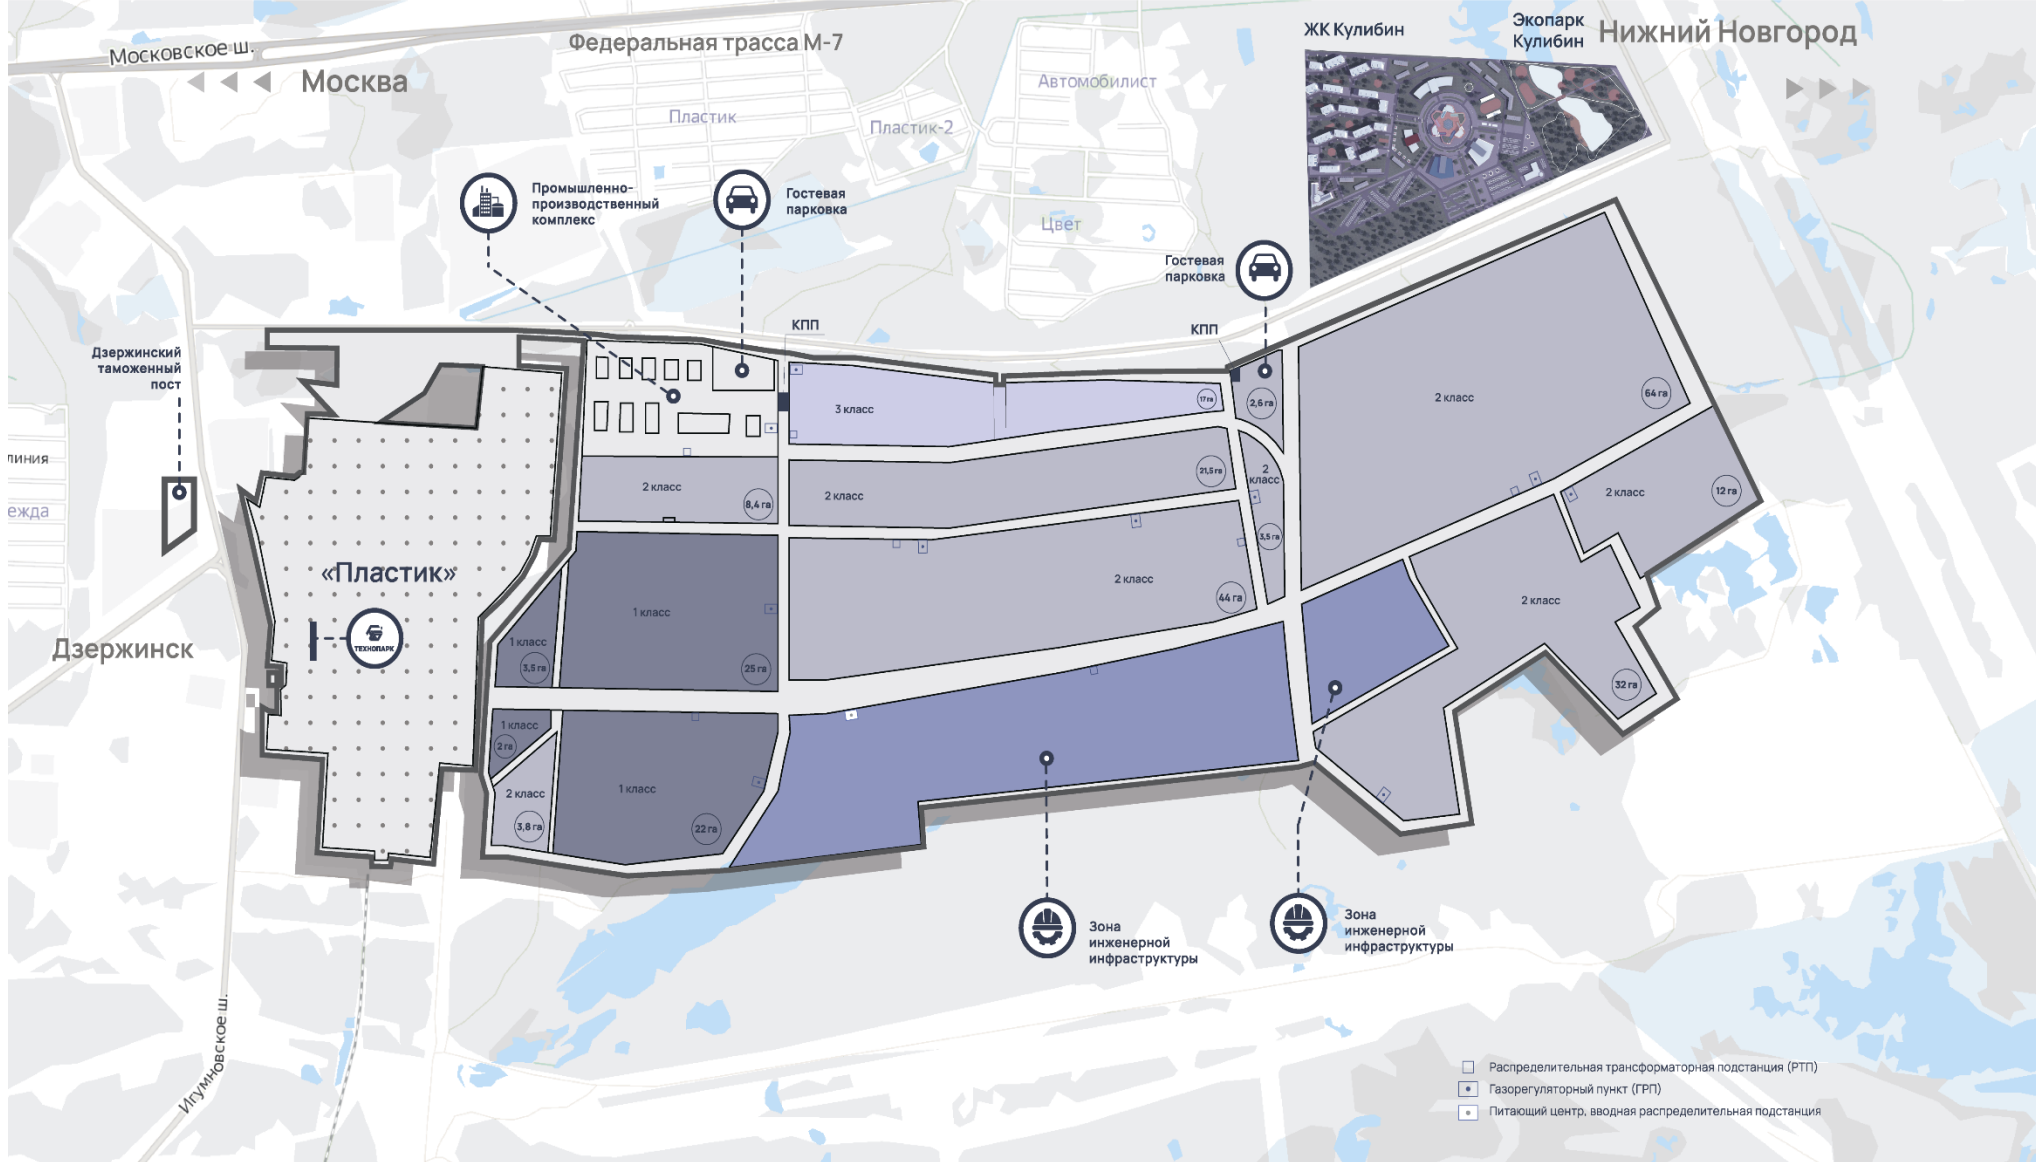 Московское ш.
Федеральная трасса М-7
ЖК Кулибин
Экопарк
Кулибин
Нижний Новгород
Москва
Автомобилист
Пластик
Пластик-2
Промышленно-
производственный
комплекс
Гостевая
парковка
Цвет
Гостевая
парковка
КПП
КПП
Дзержинский
таможенный
пост
линия
ежда
3 класс
17 га
2,6 га
2 класс
64 га
2 класс
8,4 га
2 класс
21,5 га
2
класс
3,5 га
2 класс
12 га
«Пластик»
ТЕХНОПАРК
Дзержинск
1 класс
3,5 га
1 класс
25 га
2 класс
44 га
2 класс
32 га
1 класс
2 га
2 класс
3,8 га
1 класс
22 га
Зона
инженерной
инфраструктуры
Зона
инженерной
инфраструктуры
Игумновское ш.
Распределительная трансформаторная подстанция (РТП)
Газорегуляторный пункт (ГРП)
Питающий центр, вводная распределительная подстанция